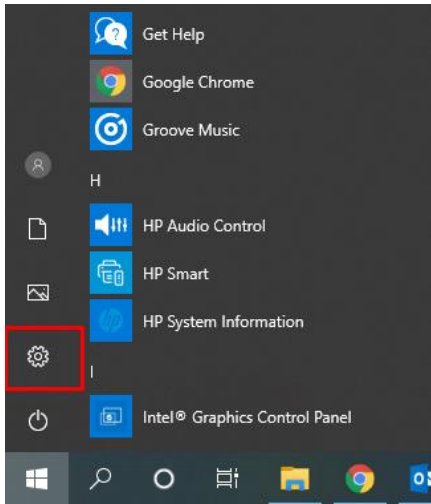 Get Help
Google Chrome
Groove Music
H
HP Audio Control
HP Smart
HP System Information
I
Intel® Graphics Control Panel